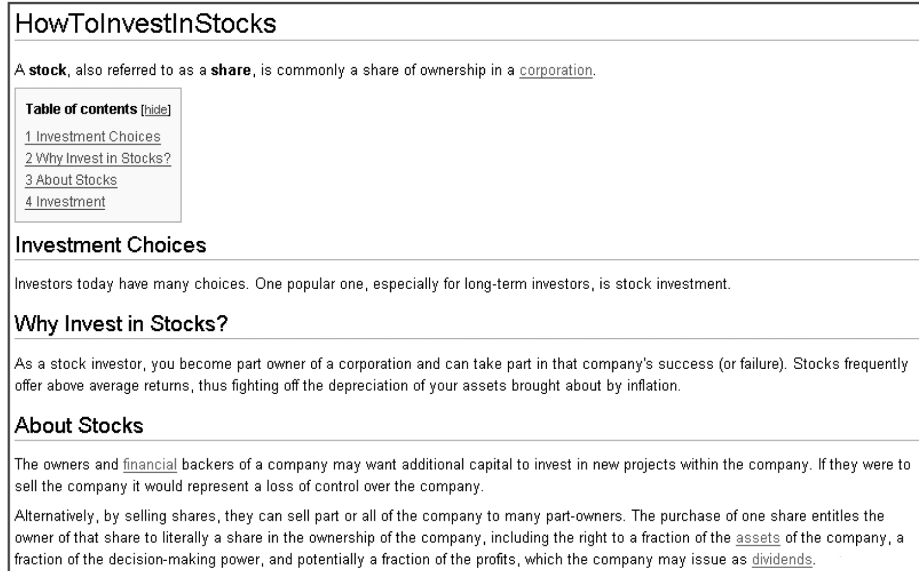 HowToInvestInStocks
A stock, also referred to as a share, is commonly a share of ownership in a corporation.
Table of contents [hide]
1 Investment Choices
2 Why Invest in Stocks?
3 About Stocks
4 Investment
Investment Choices
Investors today have many choices. One popular one, especially for long-term investors, is stock investment.
Why Invest in Stocks?
As a stock investor, you become part owner of a corporation and can take part in that company's success (or failure). Stocks frequently
offer above average returns, thus fighting off the depreciation of your assets brought about by inflation.
About Stocks
The owners and financial backers of a company may want additional capital to invest in new projects within the company. If they were to
sell the company it would represent a loss of control over the company.
Alternatively, by selling shares, they can sell part or all of the company to many part-owners. The purchase of one share entitles the
owner of that share to literally a share in the ownership of the company, including the right to a fraction of the assets of the company, a
fraction of the decision-making power, and potentially a fraction of the profits, which the company may issue as dividends.